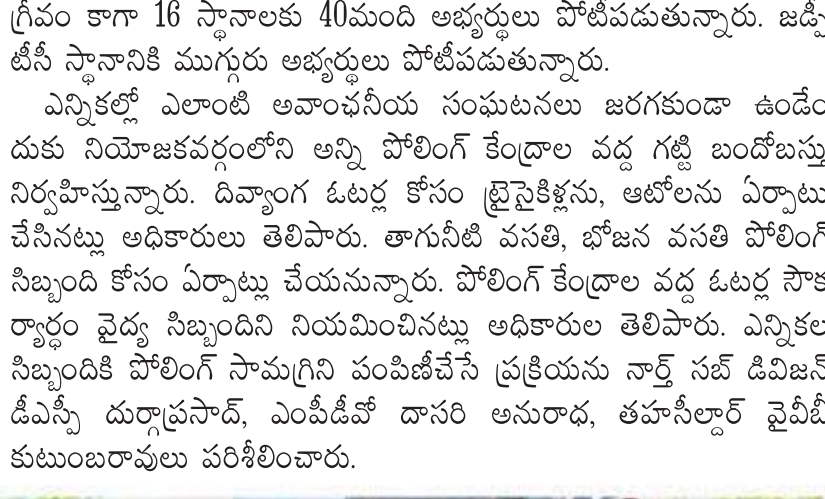 గ్రీవం కాగా 16 స్థానాలకు 40మంది అభ్యర్థులు పోటీపడుతున్నారు. జడ్పీ
టీసీ స్థానానికి ముగ్గురు అభ్యర్థులు పోటీపడుతున్నారు.
ఎన్నికల్లో ఎలాంటి అవాంఛనీయ సంఘటనలు జరగకుండా ఉండేం
దుకు నియోజకవర్గంలోని అన్ని పోలింగ్ కేంద్రాల వద్ద గట్టి బందోబస్తు
నిర్వహిస్తున్నారు. దివ్యాంగ ఓటర్ల కోసం ట్రైసైకిళ్లను, ఆటోలను ఏర్పాటు
చేసినట్లు అధికారులు తెలిపారు. తాగునీటి వసతి, భోజన వసతి పోలింగ్
సిబ్బంది కోసం ఏర్పాట్లు చేయనున్నారు. పోలింగ్ కేంద్రాల వద్ద ఓటర్ల సౌక
ర్యార్థం వైద్య సిబ్బందిని నియమించినట్లు అధికారుల తెలిపారు. ఎన్నికల
సిబ్బందికి పోలింగ్ సామగ్రిని పంపిణీచేసే ప్రక్రియను నార్త్ సబ్ డివిజన్
డీఎస్పీ దుర్గాప్రసాద్, ఎంపీడీవో దాసరి అనురాధ, తహసీల్దార్ వైవీబీ
కుటుంబరావులు పరిశీలించారు.